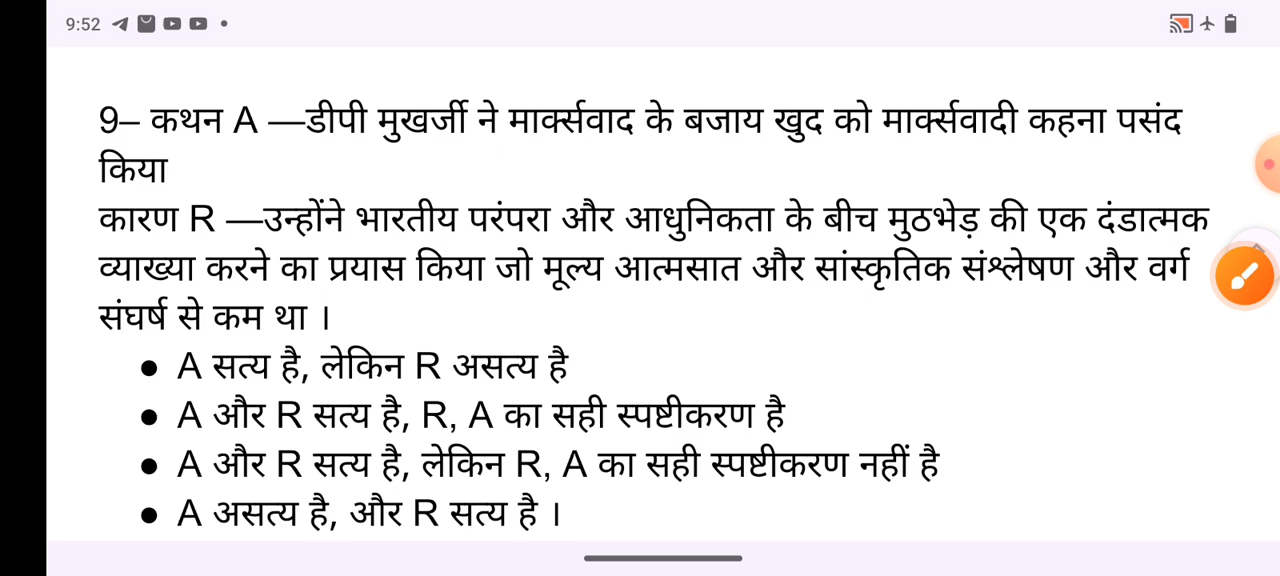 9:52
9– कथन A —डीपी मुखर्जी ने मार्क्सवाद के बजाय खुद को मार्क्सवादी कहना पसंद
किया
कारण R —उन्होंने भारतीय परंपरा और आधुनिकता के बीच मुठभेड़ की एक दंडात्मक
व्याख्या करने का प्रयास किया जो मूल्य आत्मसात और सांस्कृतिक संश्लेषण और वर्ग
संघर्ष से कम था ।
● A सत्य है, लेकिन R असत्य है
● A और R सत्य है, R, A का सही स्पष्टीकरण है
● A और R सत्य है, लेकिन R, A का सही स्पष्टीकरण नहीं है
● A असत्य है, और R सत्य है ।